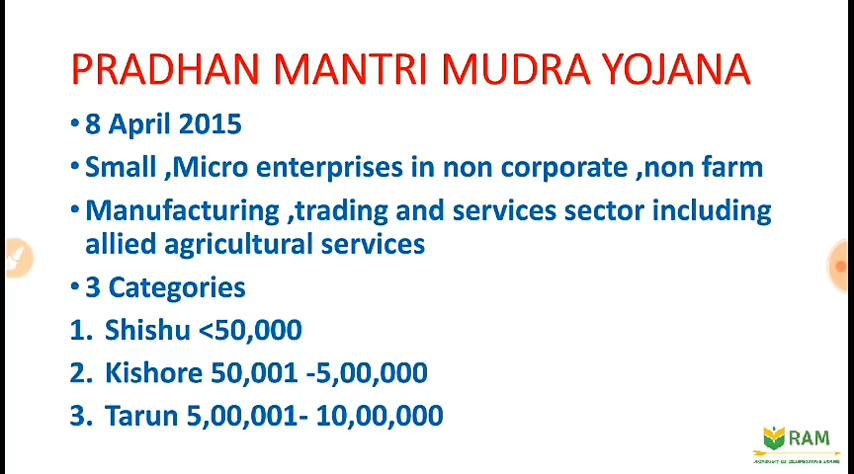 PRADHAN MANTRI MUDRA YOJANA
• 8 April 2015
• Small ,Micro enterprises in non corporate ,non farm
• Manufacturing ,trading and services sector including
allied agricultural services
• 3 Categories
1. Shishu <50,000
2. Kishore 50,001 -5,00,000
3. Tarun 5,00,001- 10,00,000
RAM